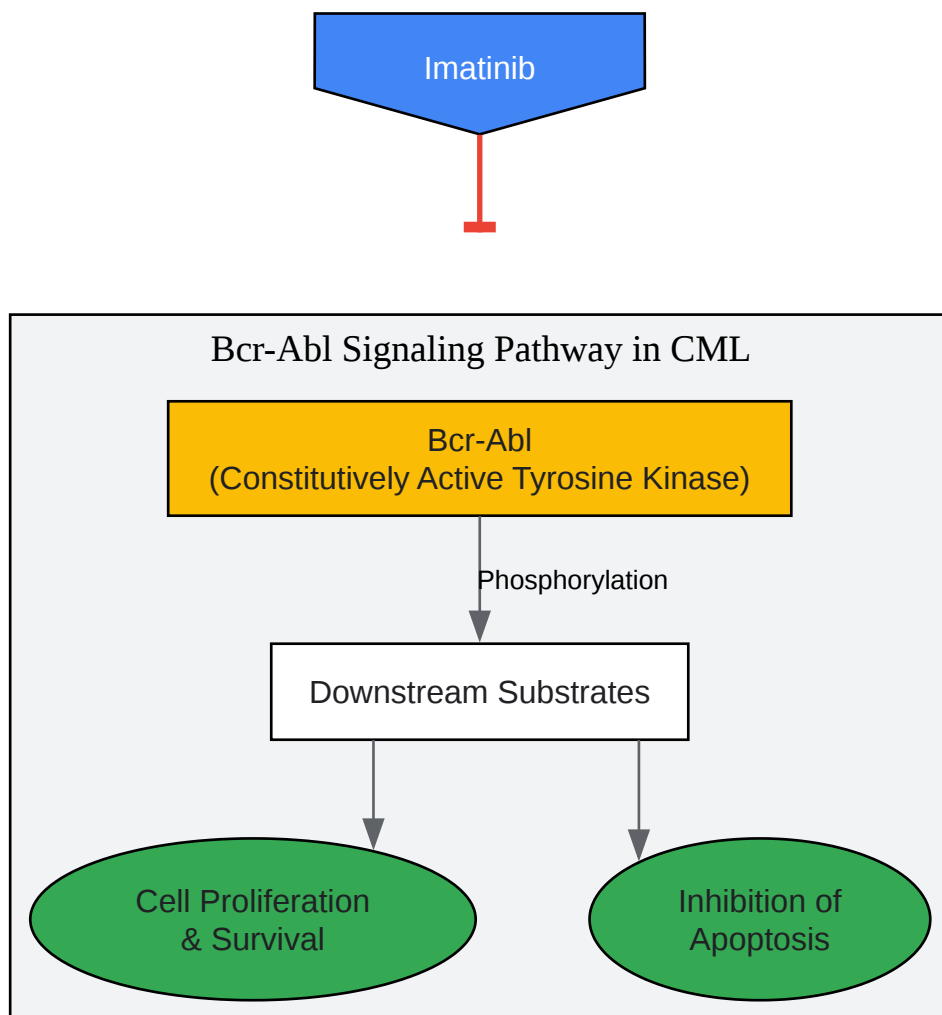 Imatinib
Bcr-Abl Signaling Pathway in CML
Bcr-Abl
(Constitutively Active Tyrosine Kinase)
Phosphorylation
Downstream Substrates
Cell Proliferation
& Survival
Inhibition of
Apoptosis